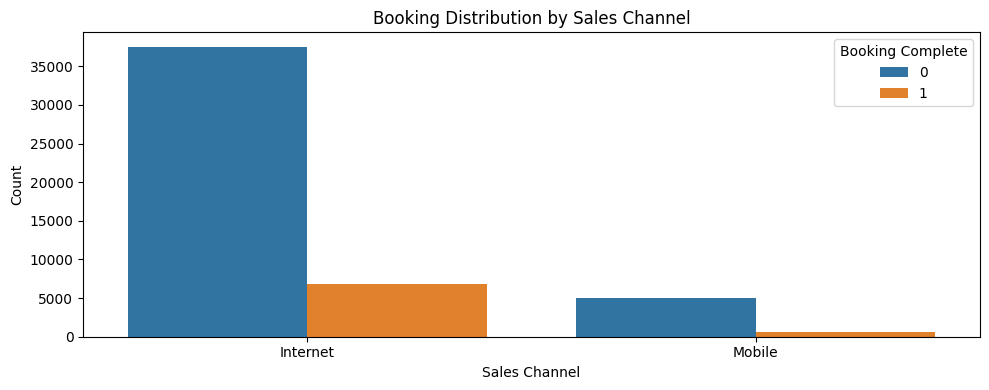 Booking Distribution by Sales Channel
Booking Complete
0
1
35000
30000
25000
20000
15000
10000
5000
0
Count
Internet
Mobile
Sales Channel